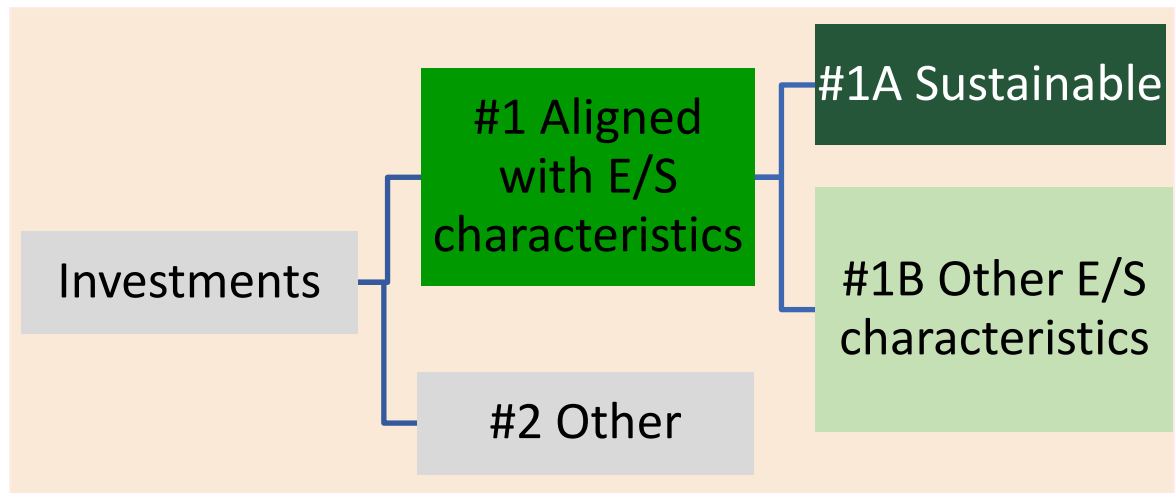 Investments
#1 Aligned
with E/S
characteristics
#2 Other
#1A Sustainable
#1B Other E/S
characteristics